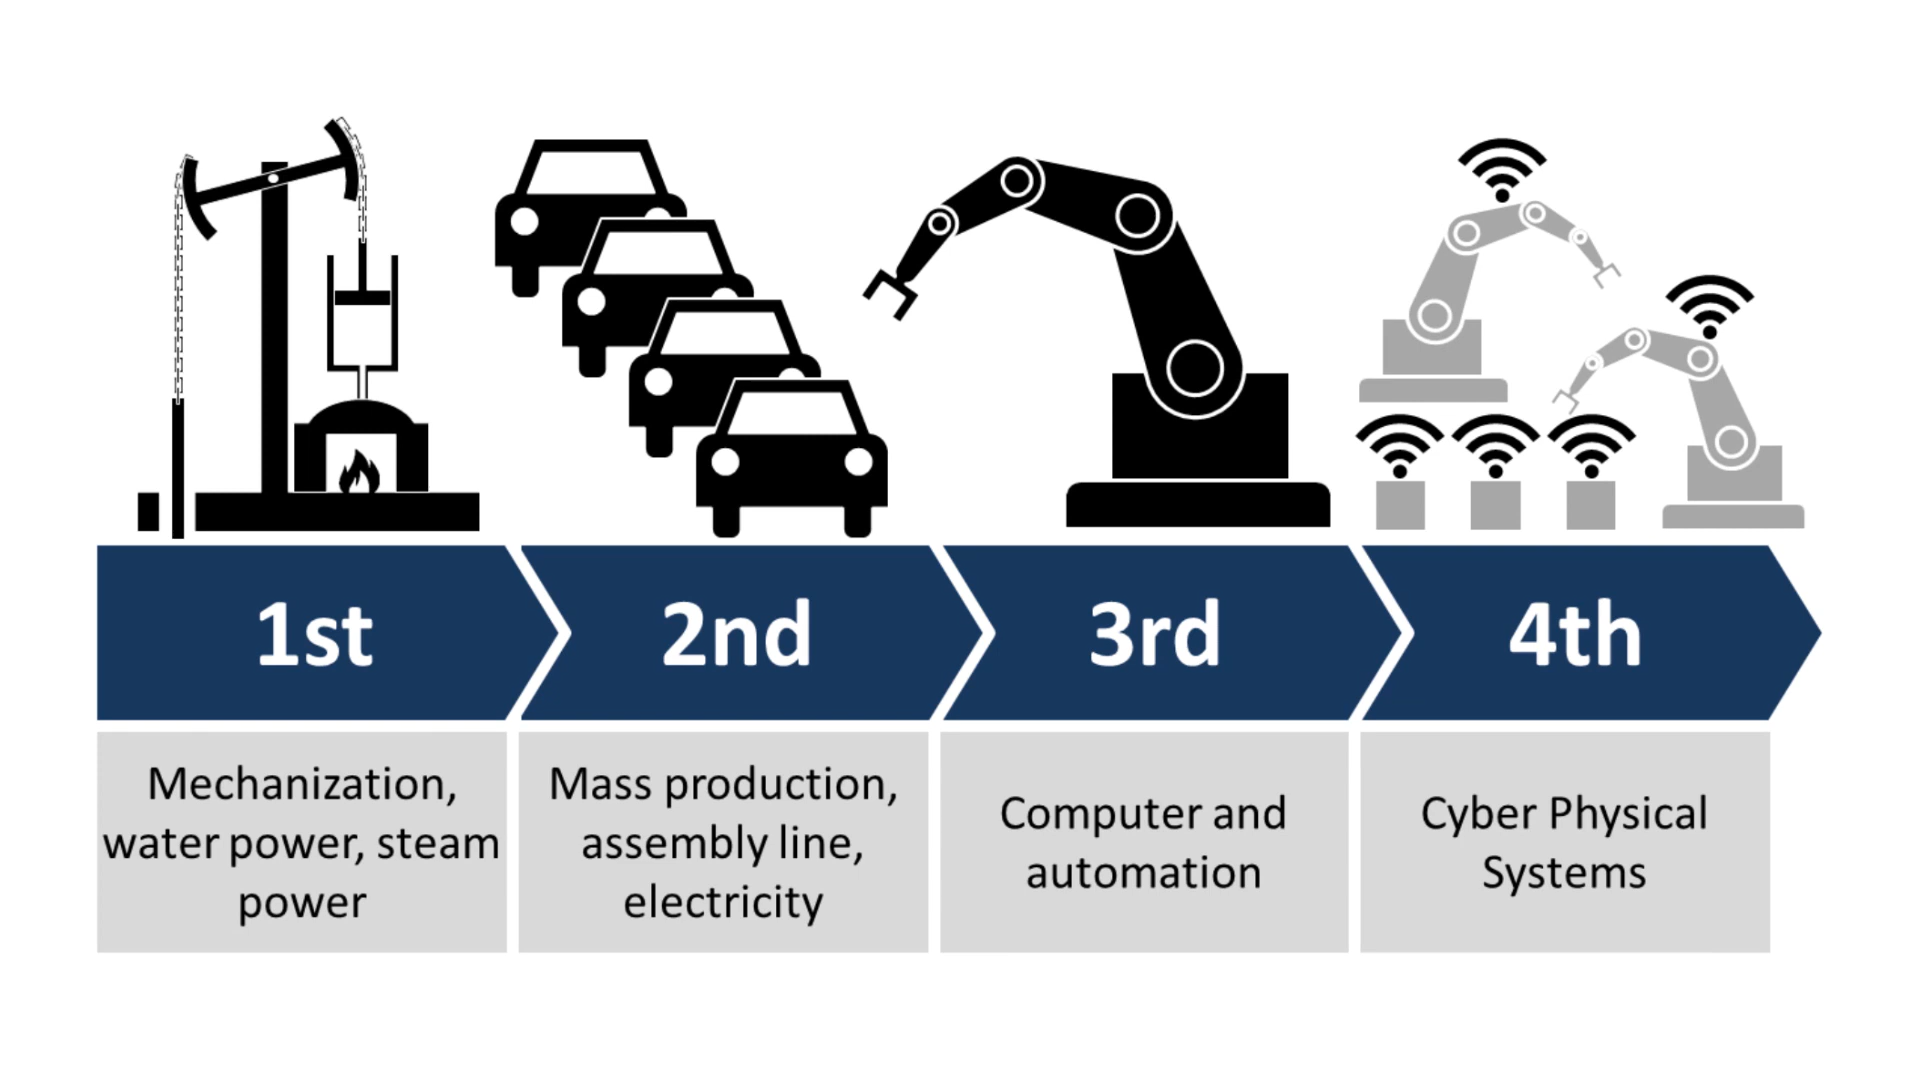 1st
2nd
3rd
4th
Mechanization,
water power, steam
power
Mass production,
assembly line,
electricity
Computer and
automation
Cyber Physical
Systems